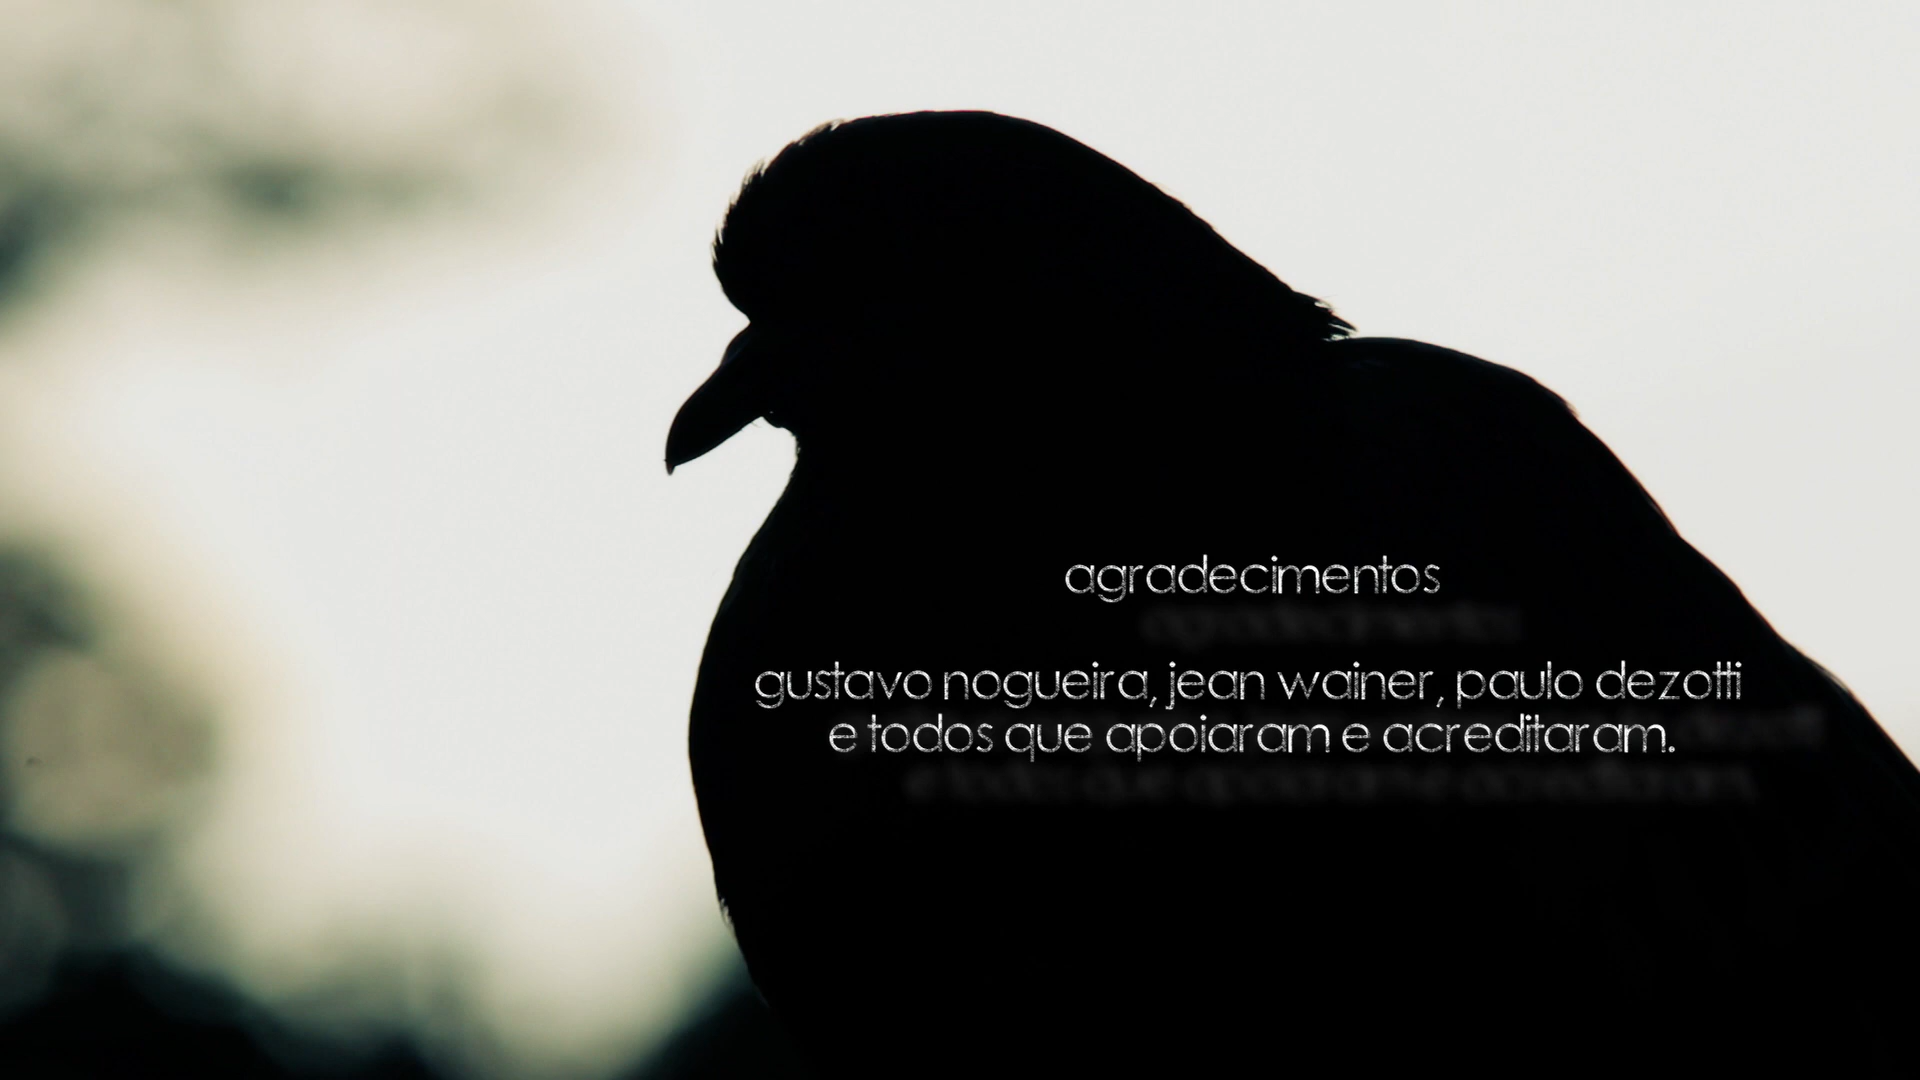 agradecimentos
gustavo nogueira, jean wainer, paulo dezotti
e todos que apoiaram e acreditaram.